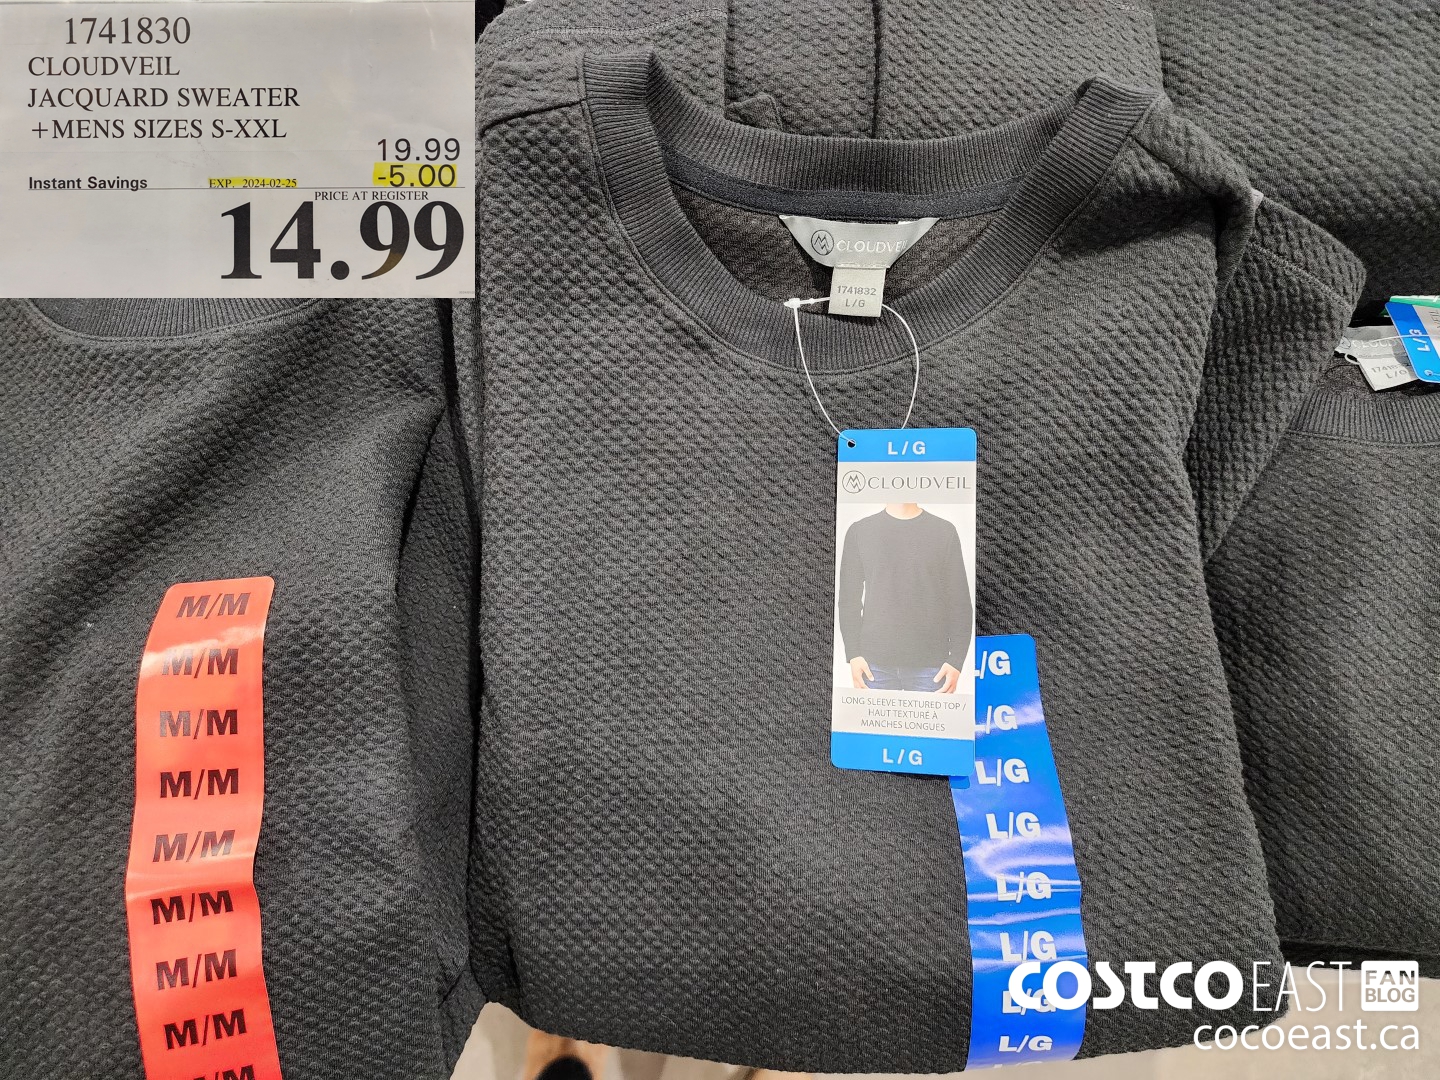 1741830
CLOUDVEIL
JACQUARD SWEATER
+MENS SIZES S-XXL
19.99
-5.00
Instant Savings EXP. 2024-02-25
PRICE AT REGISTER
14.99
CLOUDVEIL
1741832
L/G
L/G
L/G
L/G
CLOUDVEIL
LONG SLEEVE TEXTURED TOP /
HAUT TEXTURÉ À
MANCHES LONGUES
L/G
M/M
M/M
M/M
M/M
M/M
M/M
M/M
M/M
M/M
L/G
L/G
L/G
L/G
L/G
L/G
L/G
L/G
COSTCO EAST FAN BLOG
cocoeast.ca